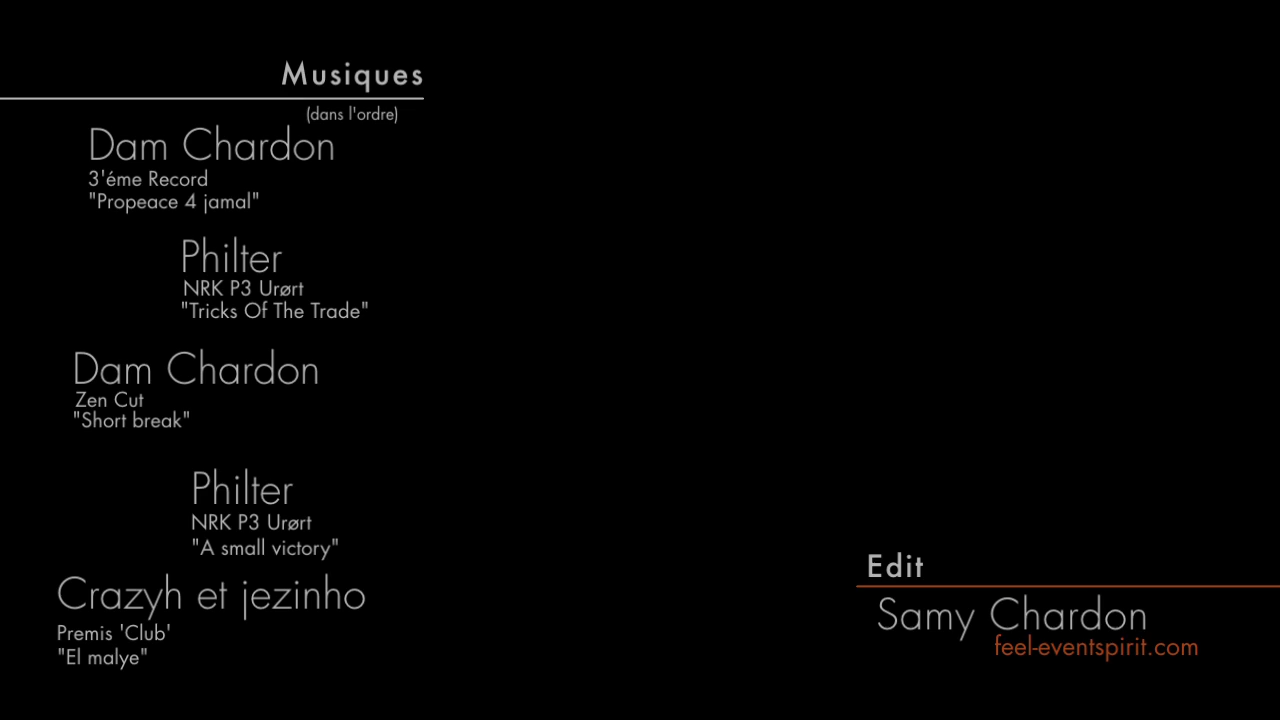 Musiques
(dans l'ordre)
Dam Chardon
3'éme Record
"Propeace 4 jamal"
Philter
NRK P3 Urørt
"Tricks Of The Trade"
Dam Chardon
Zen Cut
"Short break"
Philter
NRK P3 Urørt
"A small victory"
Crazyh et jezinho
Premis 'Club'
"El malye"
Edit
Samy Chardon
feel-eventspirit.com